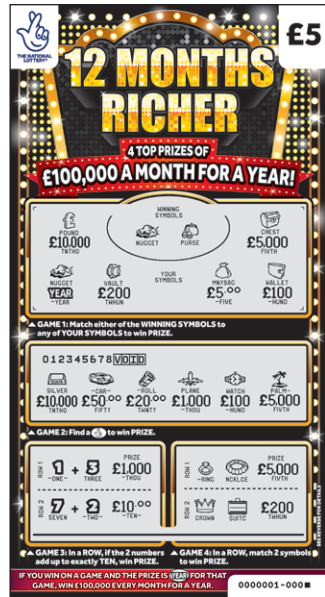 THE NATIONAL
LOTTERY®
£5
12 MONTHS
RICHER
4 TOP PRIZES OF
£100,000 A MONTH FOR A YEAR!
WINNING
SYMBOLS
POUND NUGGET PURSE CHEST
£10,000 £5,000
TNTHO FIVTH
YOUR
SYMBOLS
NUGGET VAULT MNYBAG WALLET
YEAR £200 £5.00 £100
-YEAR TWHUN -FIVE -HUND
GAME 1: Match either of the WINNING SYMBOLS to
any of YOUR SYMBOLS to win PRIZE.
012345678 VOID
SILVER -CAR- -ROLL PLANE WATCH PALM-
£10,000 £50.00 £20.00 £1,000 £100 £5,000
TNTHO FIFTY TWNTY -THOU -HUND FIVTH
GAME 2: Find a to win PRIZE.
ROW 1 1 + 3 PRIZE £1,000
-ONE- THREE -THOU
ROW 2 7 + 2 £10.00
SEVEN -TWO- -TEN-
GAME 3: In a ROW, if the 2 numbers
add up to exactly TEN, win PRIZE.
ROW 1 -RING NCKLCE PRIZE £5,000
FIVTH
ROW 2 CROWN SUITC £200
TWHUN
GAME 4: In a ROW, match 2 symbols
to win PRIZE.
SEE REVERSE FOR DETAILS
IF YOU WIN ON A GAME AND THE PRIZE IS YEAR FOR THAT
GAME, WIN £100,000 EVERY MONTH FOR A YEAR.
0000001-000